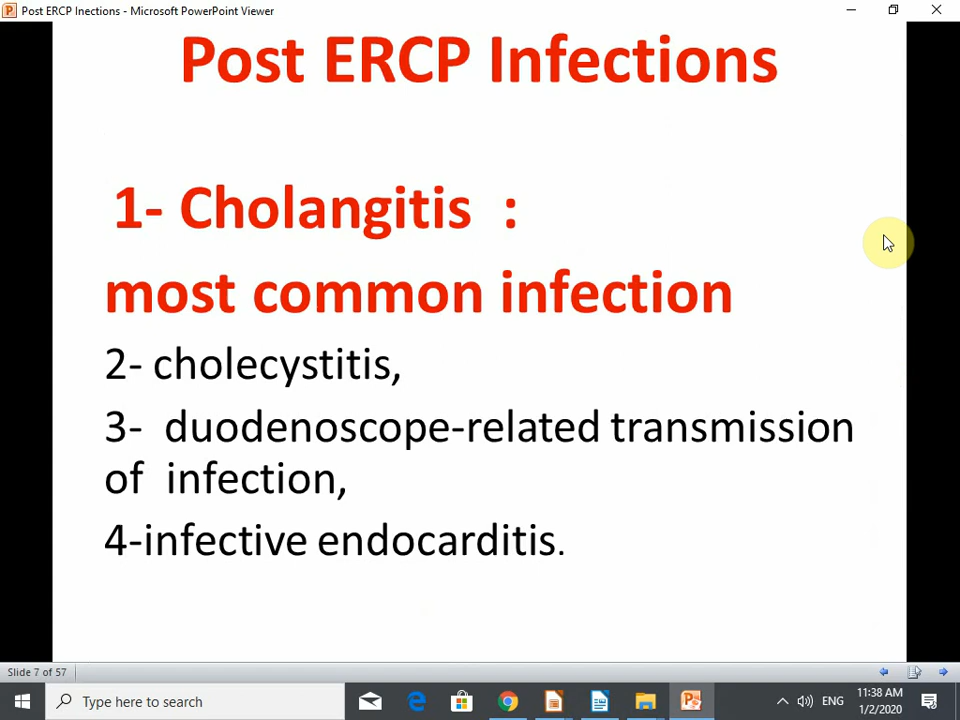 Post ERCP Inections - Microsoft PowerPoint Viewer
Post ERCP Infections
1- Cholangitis :
most common infection
2- cholecystitis,
3- duodenoscope-related transmission
of infection,
4-infective endocarditis.
Slide 7 of 57
Type here to search
ENG
11:38 AM
1/2/2020